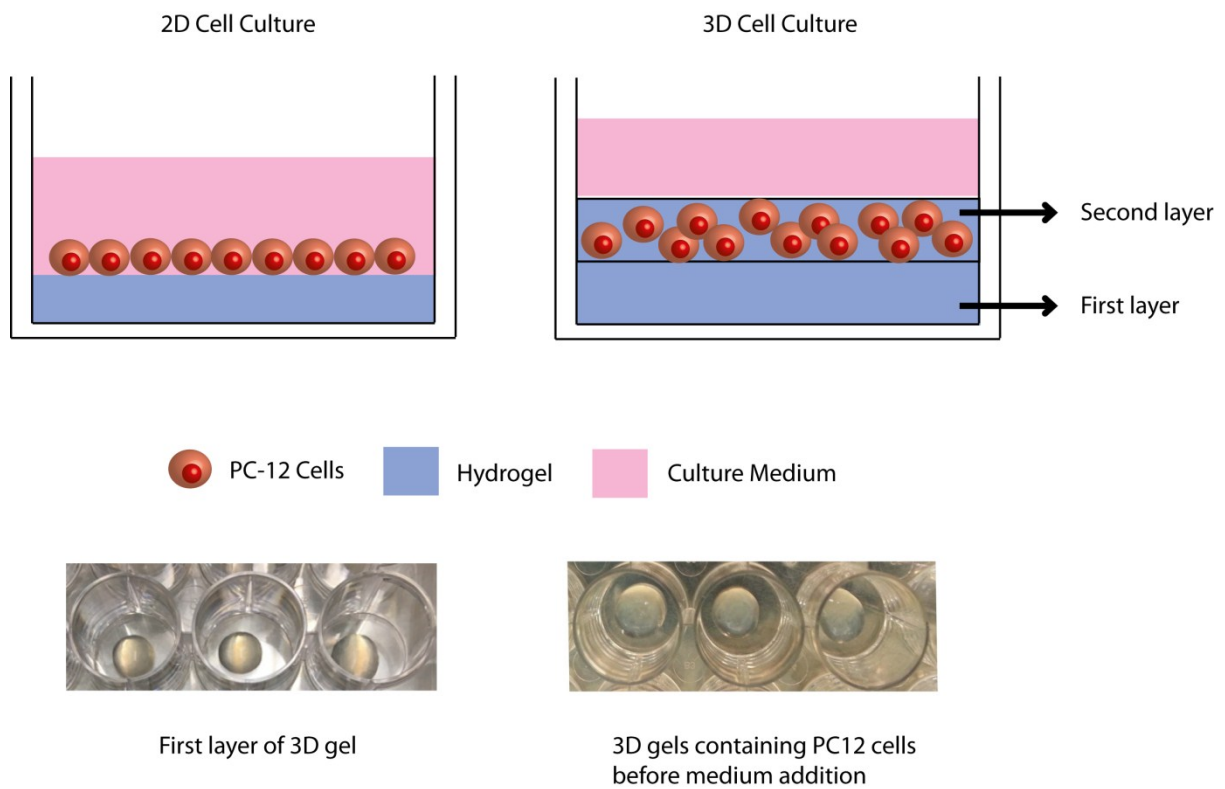 2D Cell Culture
3D Cell Culture
Second layer
First layer
PC-12 Cells
Hydrogel
Culture Medium
First layer of 3D gel
3D gels containing PC12 cells
before medium addition